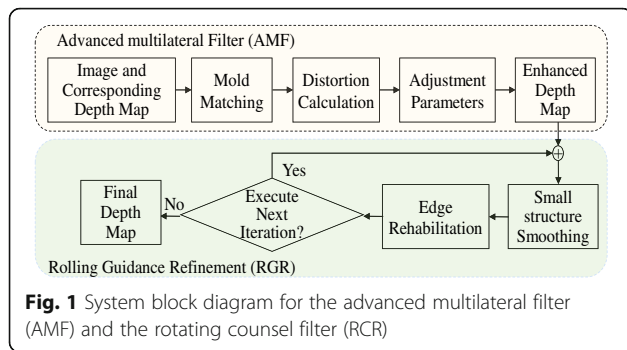 Advanced multilateral Filter (AMF)
Image and
Corresponding
Depth Map
Mold
Matching
Distortion
Calculation
Adjustment
Parameters
Enhanced
Depth
Map
Yes
+
Final
Depth
Map
No
Execute
Next
Iteration?
Edge
Rehabilitation
Small
structure
Smoothing
Rolling Guidance Refinement (RGR)
Fig. 1 System block diagram for the advanced multilateral filter
(AMF) and the rotating counsel filter (RCR)